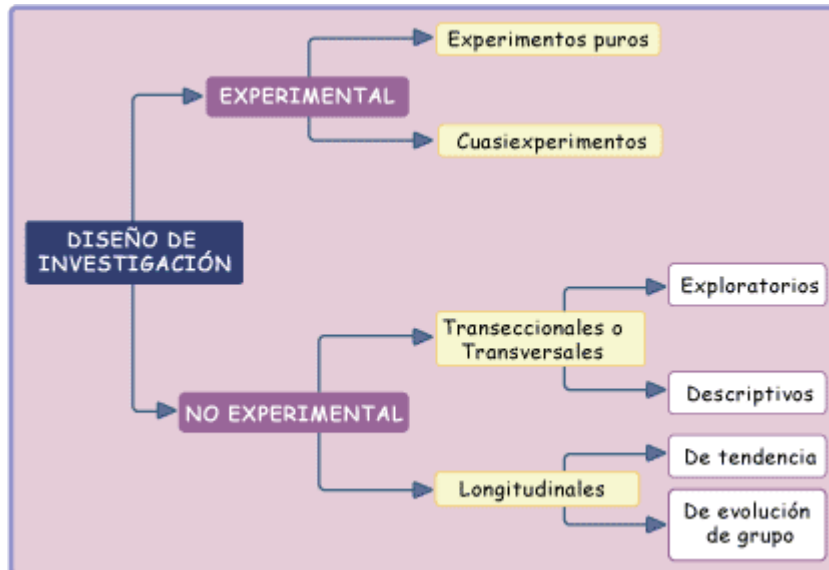 Experimentos puros
EXPERIMENTAL
Cuasiexperimentos
DISEÑO DE
INVESTIGACIÓN
Exploratorios
Transeccionales o
Transversales
Descriptivos
NO EXPERIMENTAL
De tendencia
Longitudinales
De evolución
de grupo